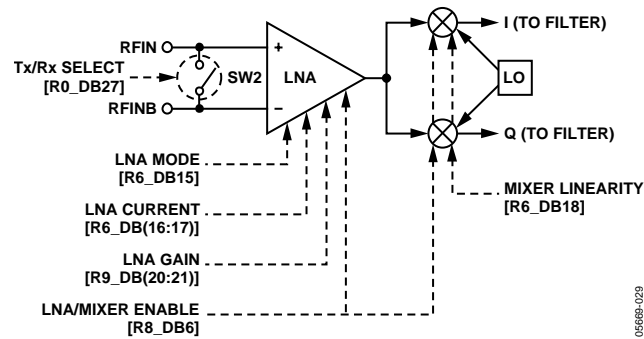 I (TO FILTER)
RFIN
Tx/Rx SELECT
[R0_DB27]
SW2
+
LNA
–
LO
RFINB
Q (TO FILTER)
LNA MODE
[R6_DB15]
MIXER LINEARITY
[R6_DB18]
LNA CURRENT
[R6_DB(16:17)]
LNA GAIN
[R9_DB(20:21)]
LNA/MIXER ENABLE
[R8_DB6]
05669-029